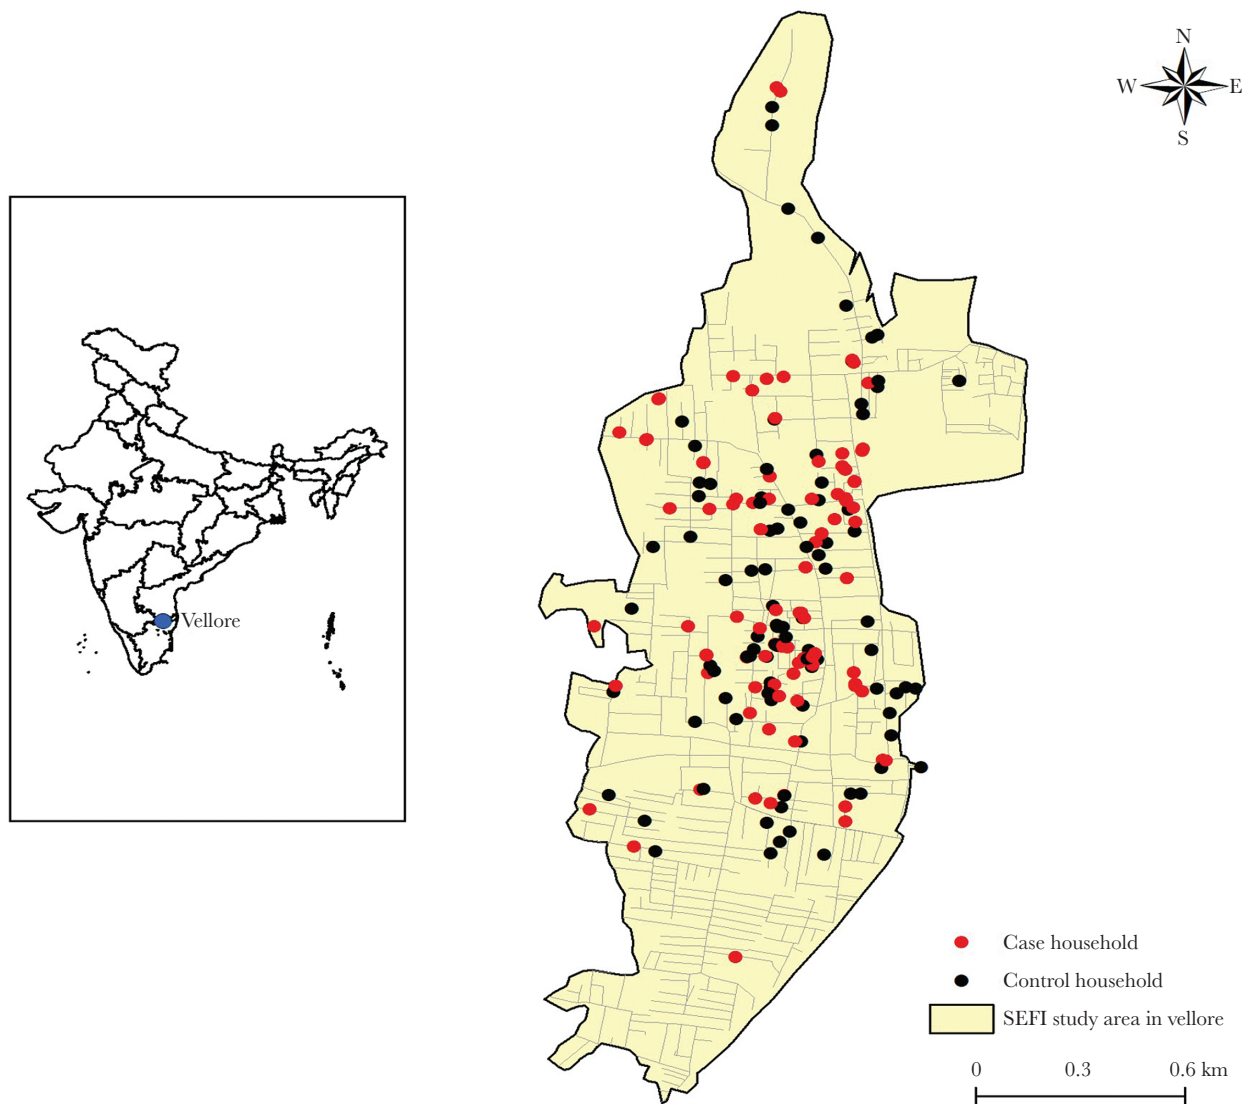 N
W E
S
Vellore
Case household
Control household
SEFI study area in vellore
0 0.3 0.6 km